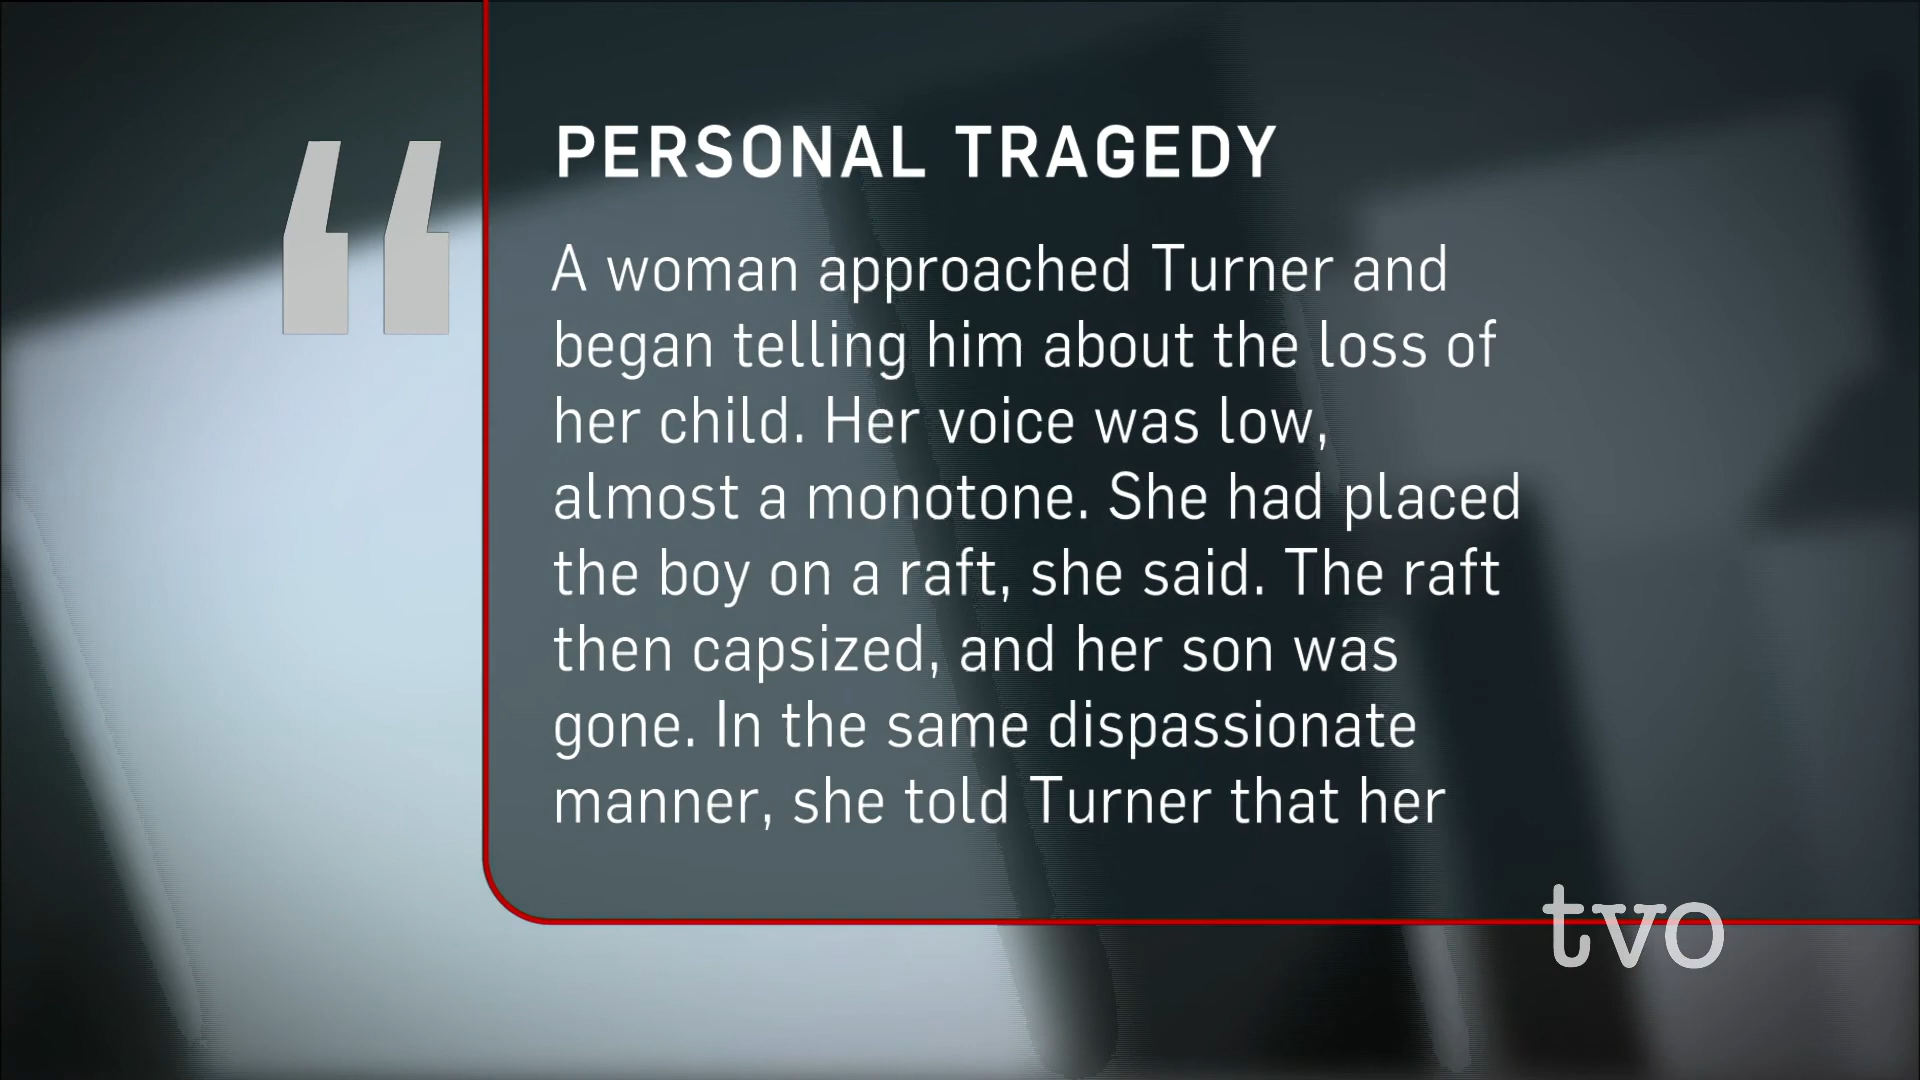 “
PERSONAL TRAGEDY
A woman approached Turner and
began telling him about the loss of
her child. Her voice was low,
almost a monotone. She had placed
the boy on a raft, she said. The raft
then capsized, and her son was
gone. In the same dispassionate
manner, she told Turner that her
tvo